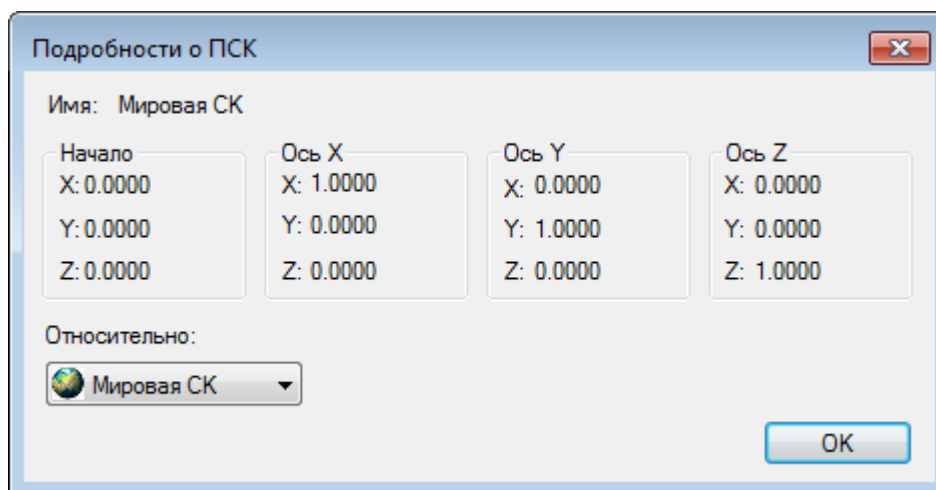 Подробности о ПСК
Имя: Мировая СК
Начало
X: 0.0000
Y: 0.0000
Z: 0.0000
Ось X
X: 1.0000
Y: 0.0000
Z: 0.0000
Ось Y
X: 0.0000
Y: 1.0000
Z: 0.0000
Ось Z
X: 0.0000
Y: 0.0000
Z: 1.0000
Относительно:
Мировая СК
OK